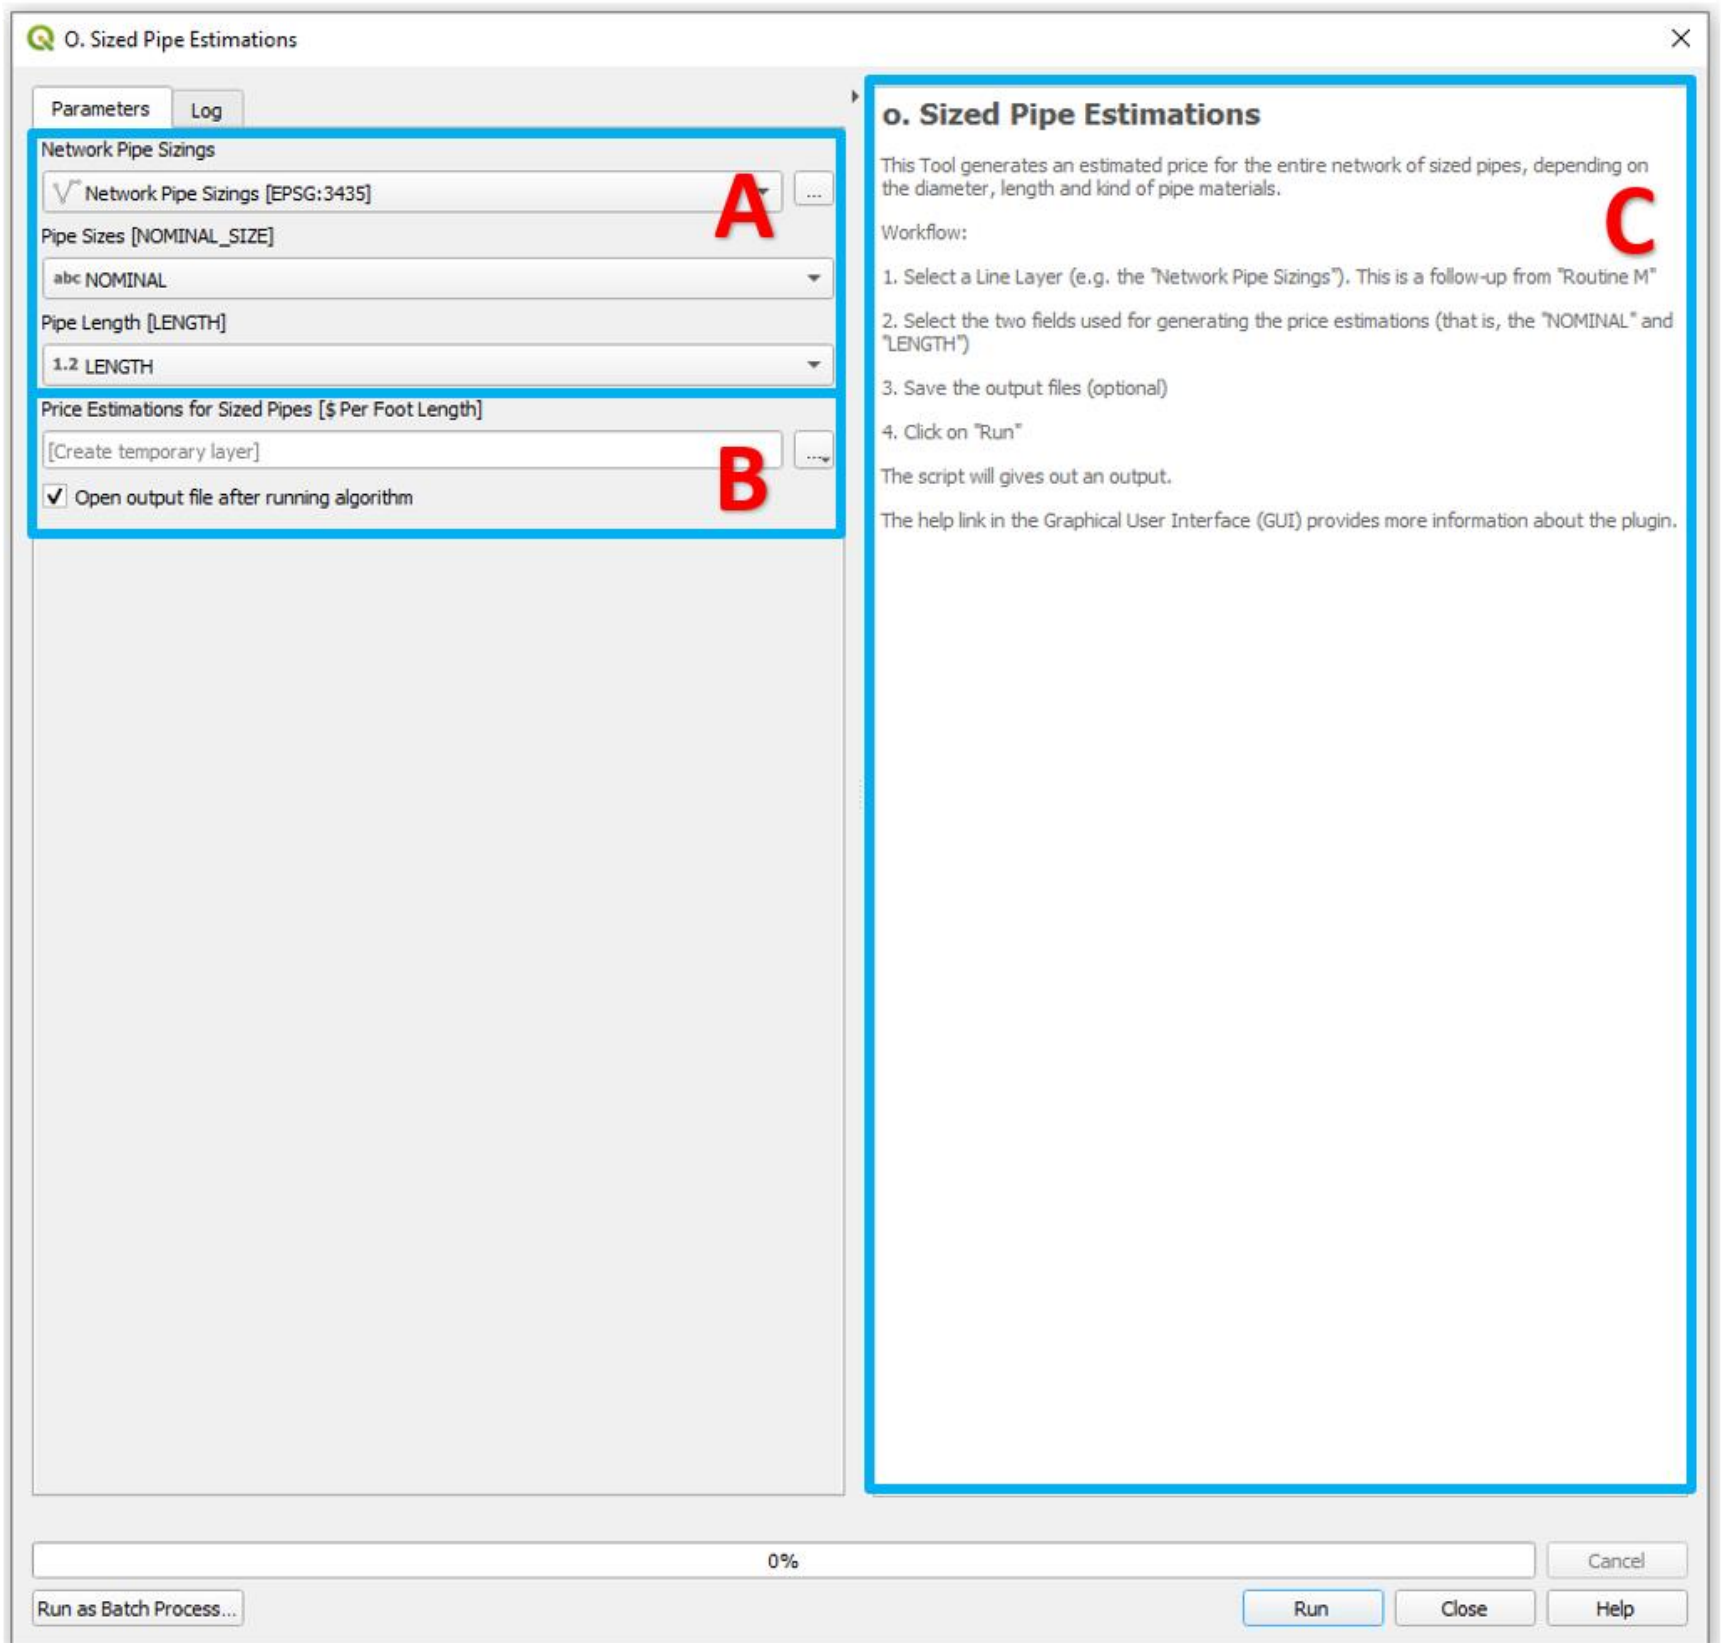 O. Sized Pipe Estimations
Parameters
Log
Network Pipe Sizings
Network Pipe Sizings [EPSG:3435]
...
A
Pipe Sizes [NOMINAL_SIZE]
abc NOMINAL
Pipe Length [LENGTH]
1.2 LENGTH
Price Estimations for Sized Pipes [$ Per Foot Length]
[Create temporary layer]
...
B
Open output file after running algorithm
o. Sized Pipe Estimations
This Tool generates an estimated price for the entire network of sized pipes, depending on
the diameter, length and kind of pipe materials.
C
Workflow:
1. Select a Line Layer (e.g. the "Network Pipe Sizings"). This is a follow-up from "Routine M"
2. Select the two fields used for generating the price estimations (that is, the "NOMINAL" and
"LENGTH")
3. Save the output files (optional)
4. Click on "Run"
The script will gives out an output.
The help link in the Graphical User Interface (GUI) provides more information about the plugin.
0%
Cancel
Run as Batch Process...
Run
Close
Help